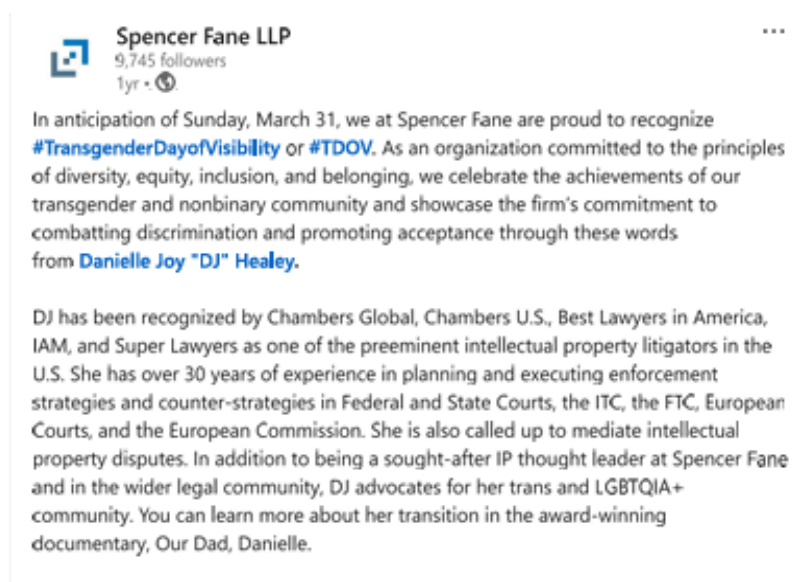 Spencer Fane LLP
9,745 followers
1yr •
In anticipation of Sunday, March 31, we at Spencer Fane are proud to recognize
#TransgenderDayofVisibility or #TDOV. As an organization committed to the principles
of diversity, equity, inclusion, and belonging, we celebrate the achievements of our
transgender and nonbinary community and showcase the firm's commitment to
combatting discrimination and promoting acceptance through these words
from Danielle Joy "DJ" Healey.
DJ has been recognized by Chambers Global, Chambers U.S., Best Lawyers in America,
IAM, and Super Lawyers as one of the preeminent intellectual property litigators in the
U.S. She has over 30 years of experience in planning and executing enforcement
strategies and counter-strategies in Federal and State Courts, the ITC, the FTC, European
Courts, and the European Commission. She is also called up to mediate intellectual
property disputes. In addition to being a sought-after IP thought leader at Spencer Fane
and in the wider legal community, DJ advocates for her trans and LGBTQIA+
community. You can learn more about her transition in the award-winning
documentary, Our Dad, Danielle.